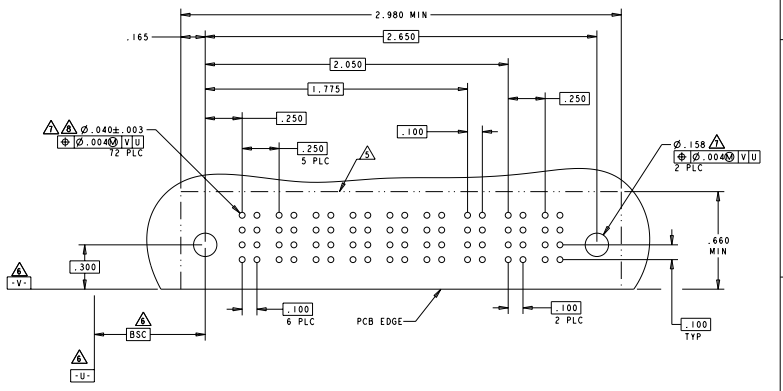 2.980 MIN
.165
2.650
2.050
1.775
.250
.250
.100
7 8 Ø.040±.003
⌖ Ø.004Ⓜ V U
72 PLC
.250
5 PLC
5
Ø.158 7
⌖ Ø.004Ⓜ V U
2 PLC
.660
MIN
.300
6
-V-
.100
6 PLC
PCB EDGE
.100
2 PLC
.100
TYP
6
BSC
6
-U-